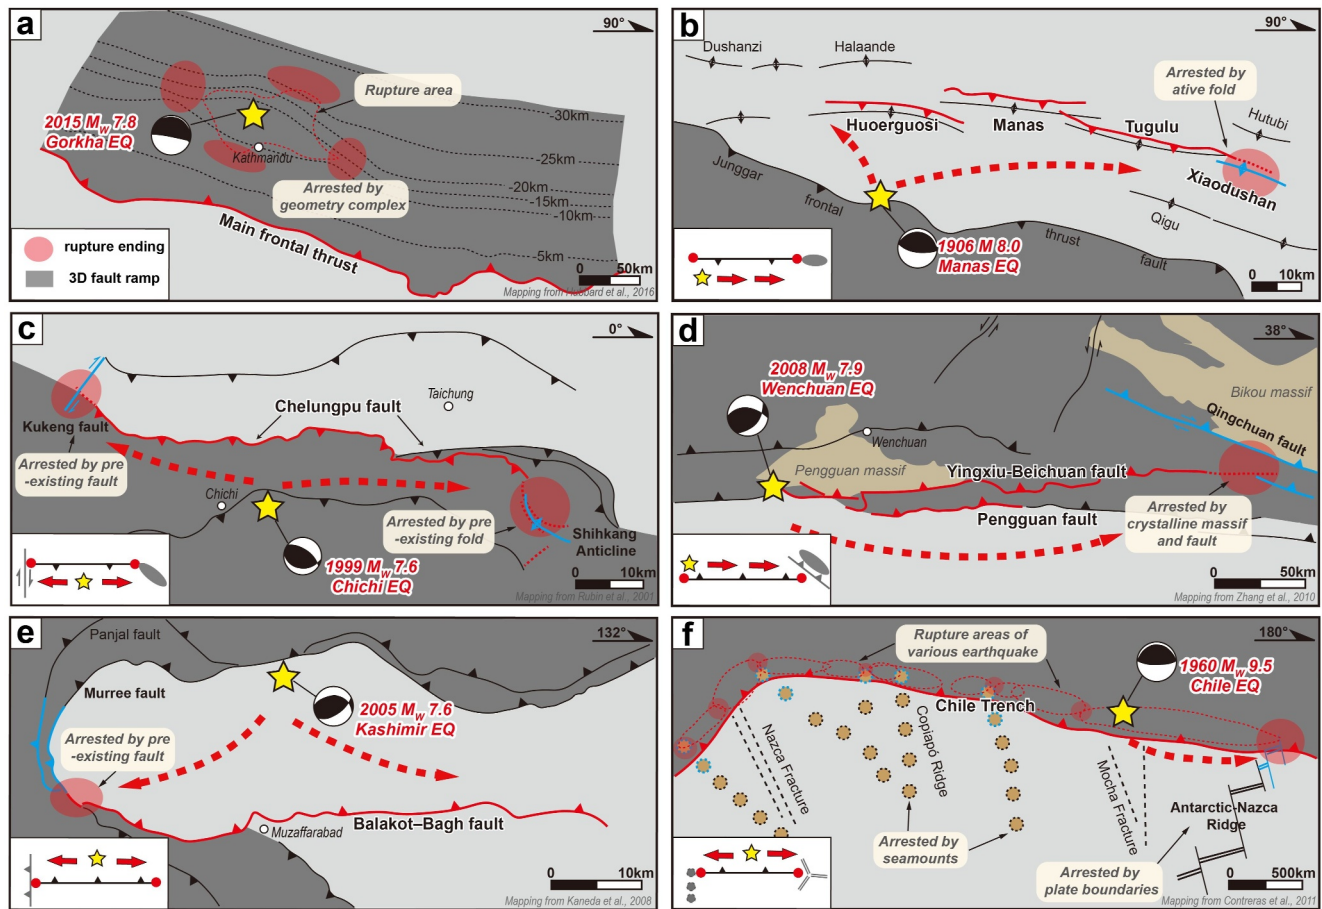 a
90°
Rupture area
2015 Mw 7.8
Gorkha EQ
Kathmandu
Arrested by
geometry complex
-30km
-25km
-20km
-15km
-10km
-5km
Main frontal thrust
rupture ending
3D fault ramp
0 50km
Mapping from Hubbard et al., 2016
b
90°
Dushanzi
Halaande
Arrested by
ative fold
Huoerguosi
Manas
Tugulu
Hutubi
Xiaodushan
Junggar
frontal
thrust
fault
Qigu
1906 M 8.0
Manas EQ
0 10km
c
0°
Taichung
Chelungpu fault
Kukeng fault
Arrested by pre
-existing fault
Chichi
Arrested by pre
-existing fold
Shihkang
Anticline
1999 Mw 7.6
Chichi EQ
0 10km
Mapping from Rubin et al., 2001
d
38°
2008 Mw 7.9
Wenchuan EQ
Bikou massif
Qingchuan fault
Wenchuan
Pengguan massif
Yingxiu-Beichuan fault
Pengguan fault
Arrested by
crystalline massif
and fault
0 50km
Mapping from Zhang et al., 2010
e
132°
Panjal fault
Murree fault
2005 Mw 7.6
Kashimir EQ
Arrested by pre
-existing fault
Balakot–Bagh fault
Muzaffarabad
0 10km
Mapping from Kaneda et al., 2008
f
180°
Rupture areas of
various earthquake
1960 Mw 9.5
Chile EQ
Chile Trench
Nazca Fracture
Copiapó Ridge
Mocha Fracture
Antarctic-Nazca
Ridge
Arrested by
seamounts
Arrested by
plate boundaries
0 500km
Mapping from Contreras et al., 2011